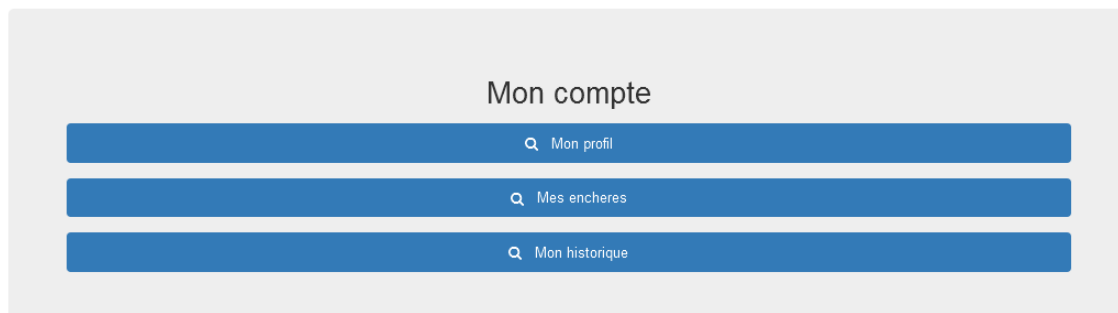 Mon compte
Mon profil
Mes encheres
Mon historique